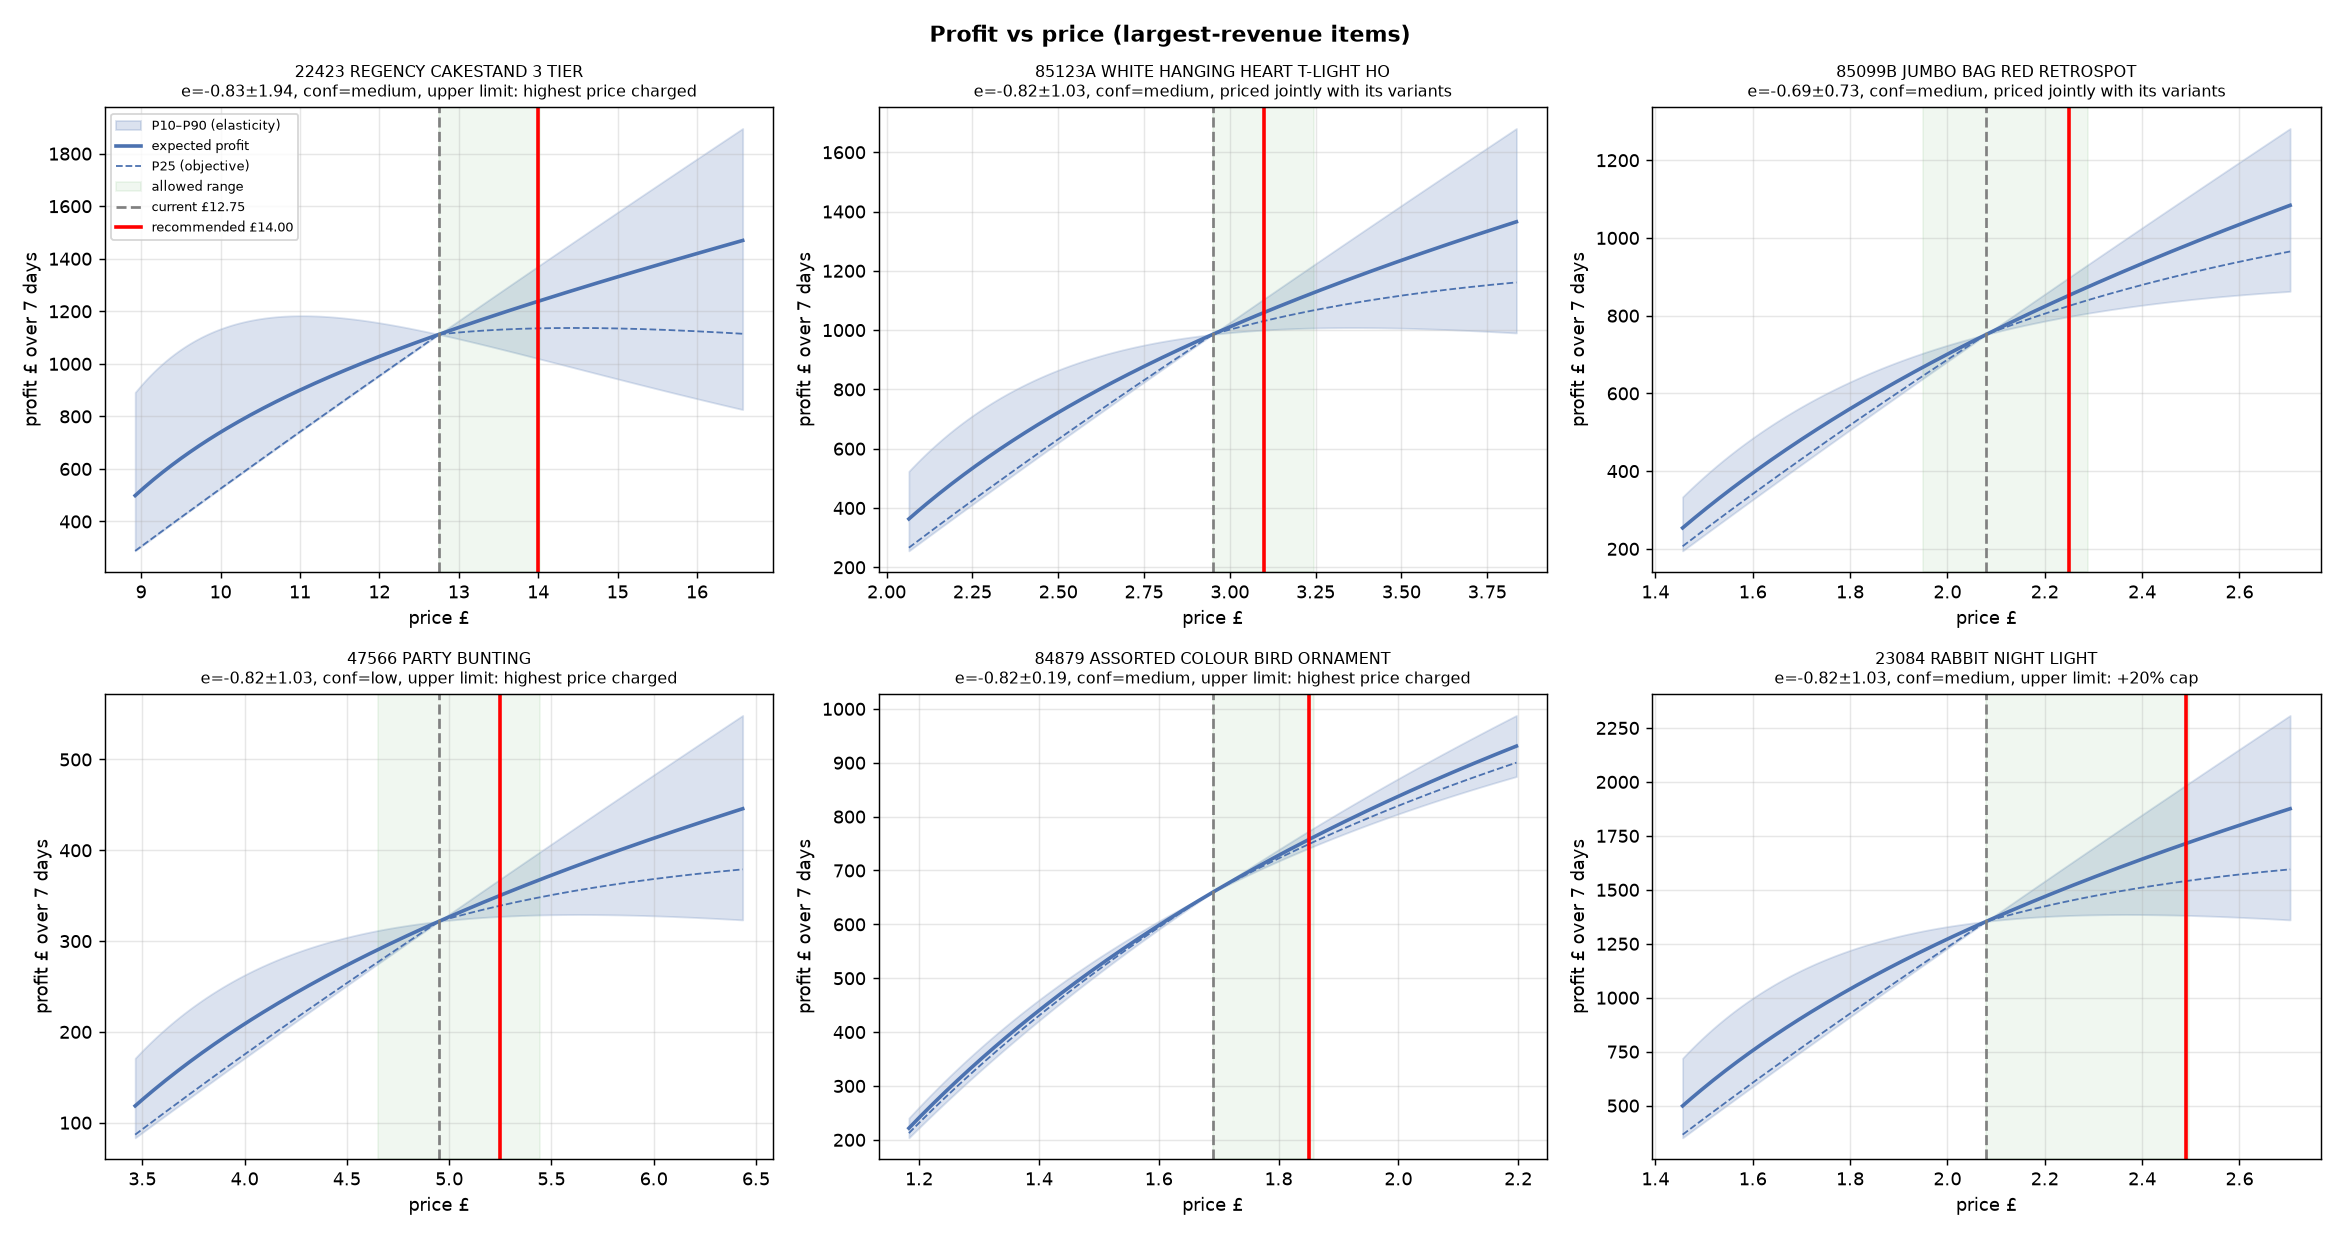 Profit vs price (largest-revenue items)
22423 REGENCY CAKESTAND 3 TIER
e=-0.83±1.94, conf=medium, upper limit: highest price charged
P10–P90 (elasticity)
expected profit
P25 (objective)
allowed range
current £12.75
recommended £14.00
profit £ over 7 days
1800
1600
1400
1200
1000
800
600
400
9 10 11 12 13 14 15 16
price £
85123A WHITE HANGING HEART T-LIGHT HO
e=-0.82±1.03, conf=medium, priced jointly with its variants
profit £ over 7 days
1600
1400
1200
1000
800
600
400
200
2.00 2.25 2.50 2.75 3.00 3.25 3.50 3.75
price £
85099B JUMBO BAG RED RETROSPOT
e=-0.69±0.73, conf=medium, priced jointly with its variants
profit £ over 7 days
1200
1000
800
600
400
200
1.4 1.6 1.8 2.0 2.2 2.4 2.6
price £
47566 PARTY BUNTING
e=-0.82±1.03, conf=low, upper limit: highest price charged
profit £ over 7 days
500
400
300
200
100
3.5 4.0 4.5 5.0 5.5 6.0 6.5
price £
84879 ASSORTED COLOUR BIRD ORNAMENT
e=-0.82±0.19, conf=medium, upper limit: highest price charged
profit £ over 7 days
1000
900
800
700
600
500
400
300
200
1.2 1.4 1.6 1.8 2.0 2.2
price £
23084 RABBIT NIGHT LIGHT
e=-0.82±1.03, conf=medium, upper limit: +20% cap
profit £ over 7 days
2250
2000
1750
1500
1250
1000
750
500
1.4 1.6 1.8 2.0 2.2 2.4 2.6
price £